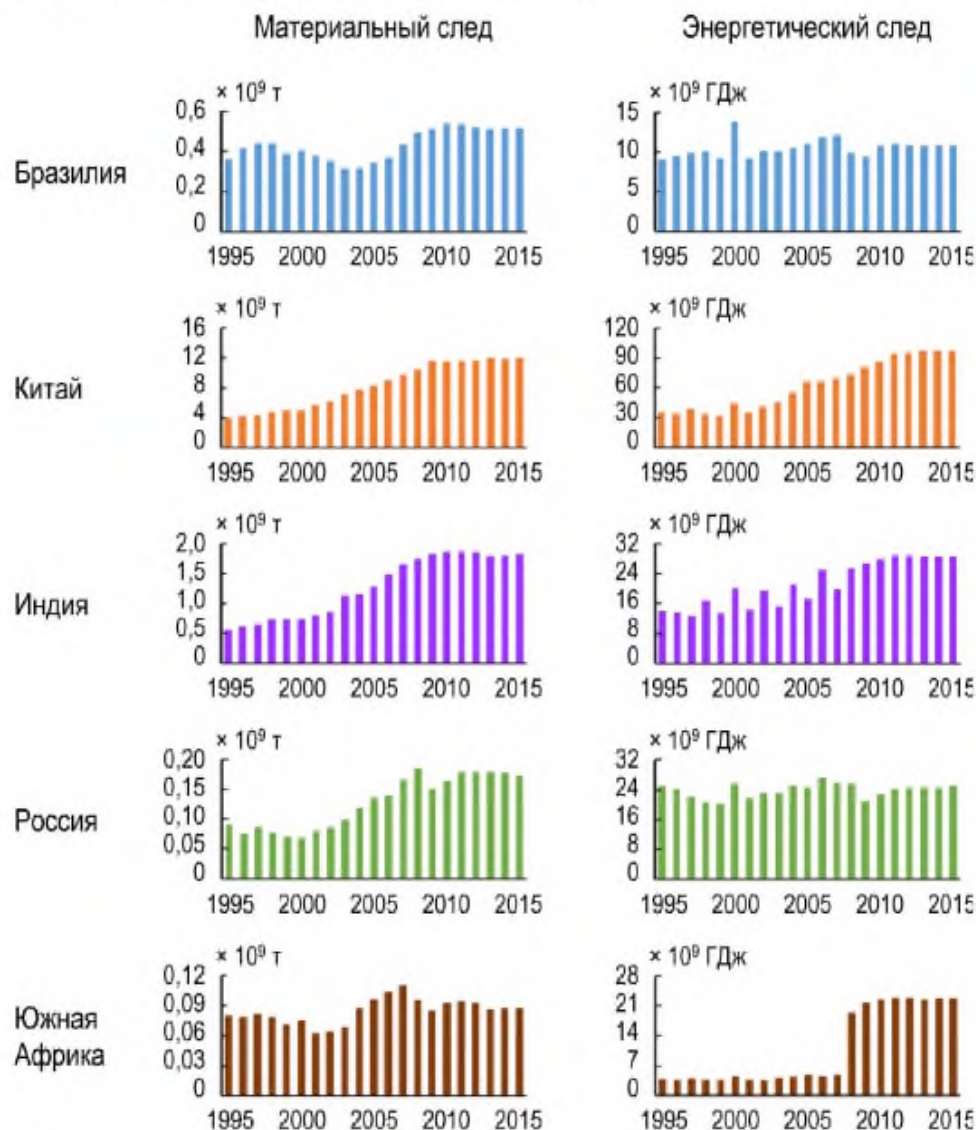 Материальный след
Энергетический след
Бразилия
× 10⁹ т
0,6
0,4
0,2
0
1995 2000 2005 2010 2015
× 10⁹ ГДж
15
10
5
0
1995 2000 2005 2010 2015
Китай
× 10⁹ т
16
12
8
4
0
1995 2000 2005 2010 2015
× 10⁹ ГДж
120
90
60
30
0
1995 2000 2005 2010 2015
Индия
× 10⁹ т
2,0
1,5
1,0
0,5
0
1995 2000 2005 2010 2015
× 10⁹ ГДж
32
24
16
8
0
1995 2000 2005 2010 2015
Россия
× 10⁹ т
0,20
0,15
0,10
0,05
0
1995 2000 2005 2010 2015
× 10⁹ ГДж
32
24
16
8
0
1995 2000 2005 2010 2015
Южная
Африка
× 10⁹ т
0,12
0,09
0,06
0,03
0
1995 2000 2005 2010 2015
× 10⁹ ГДж
28
21
14
7
0
1995 2000 2005 2010 2015